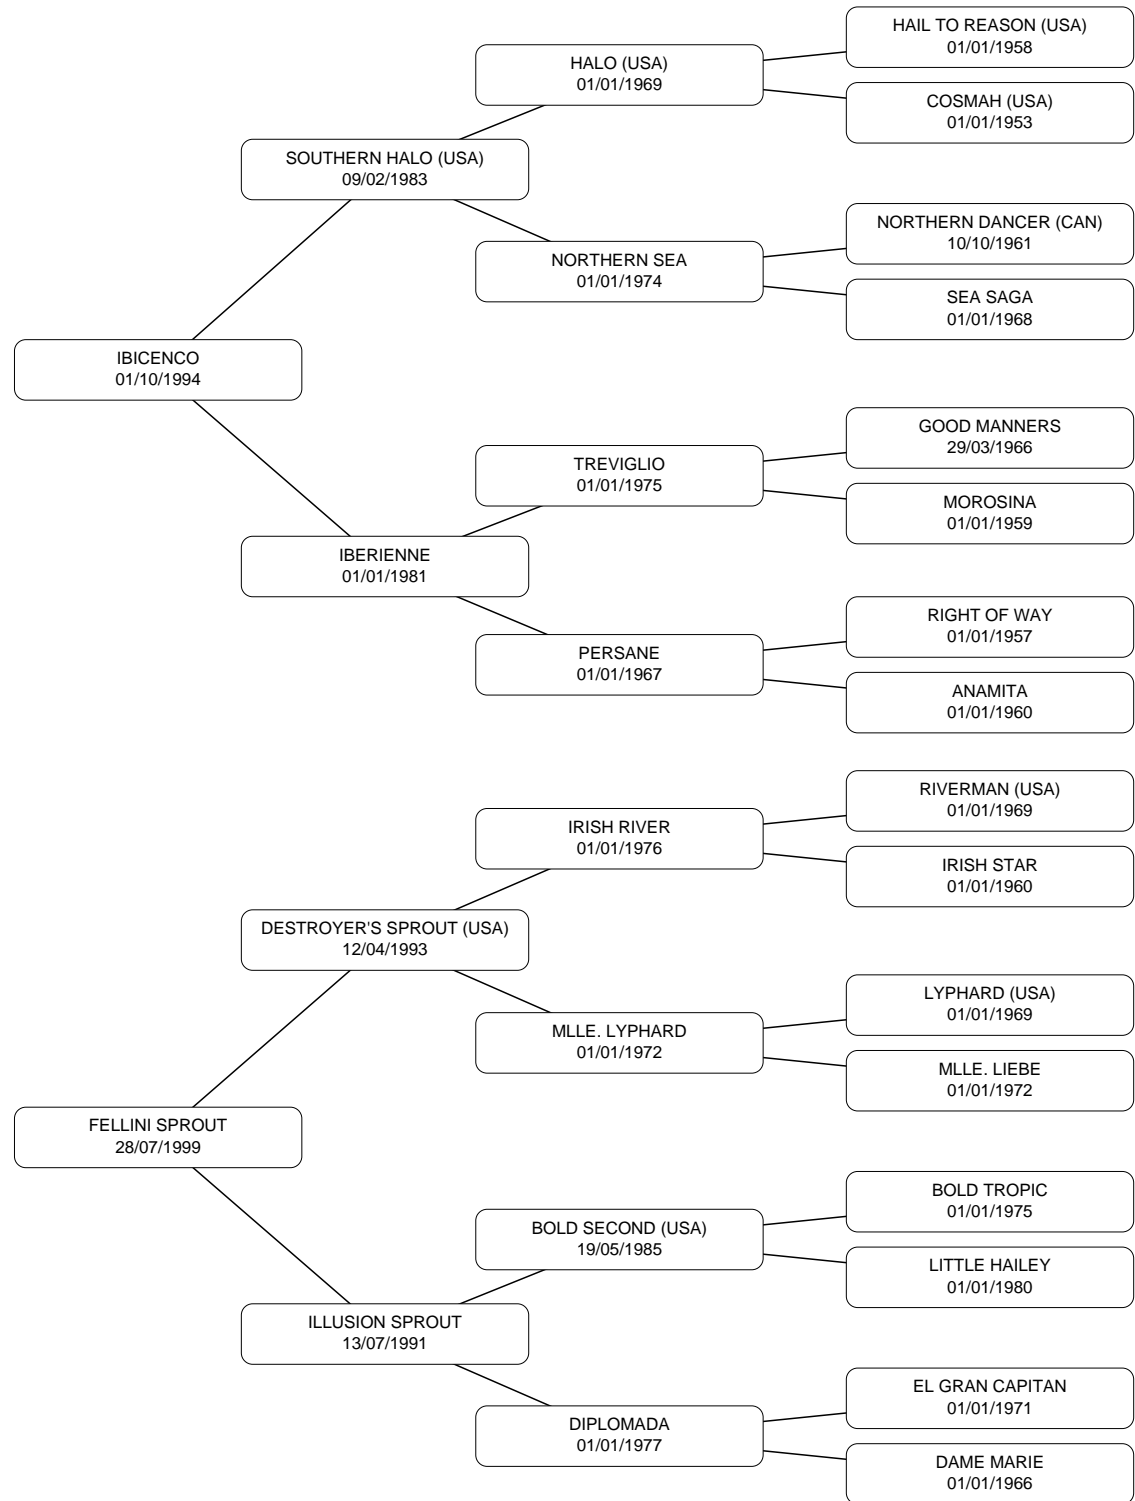 HAIL TO REASON (USA)
01/01/1958
HALO (USA)
01/01/1969
COSMAH (USA)
01/01/1953
SOUTHERN HALO (USA)
09/02/1983
NORTHERN DANCER (CAN)
10/10/1961
NORTHERN SEA
01/01/1974
SEA SAGA
01/01/1968
IBICENCO
01/10/1994
GOOD MANNERS
29/03/1966
TREVIGLIO
01/01/1975
MOROSINA
01/01/1959
IBERIENNE
01/01/1981
RIGHT OF WAY
01/01/1957
PERSANE
01/01/1967
ANAMITA
01/01/1960
RIVERMAN (USA)
01/01/1969
IRISH RIVER
01/01/1976
IRISH STAR
01/01/1960
DESTROYER'S SPROUT (USA)
12/04/1993
LYPHARD (USA)
01/01/1969
MLLE. LYPHARD
01/01/1972
MLLE. LIEBE
01/01/1972
FELLINI SPROUT
28/07/1999
BOLD TROPIC
01/01/1975
BOLD SECOND (USA)
19/05/1985
LITTLE HAILEY
01/01/1980
ILLUSION SPROUT
13/07/1991
EL GRAN CAPITAN
01/01/1971
DIPLOMADA
01/01/1977
DAME MARIE
01/01/1966